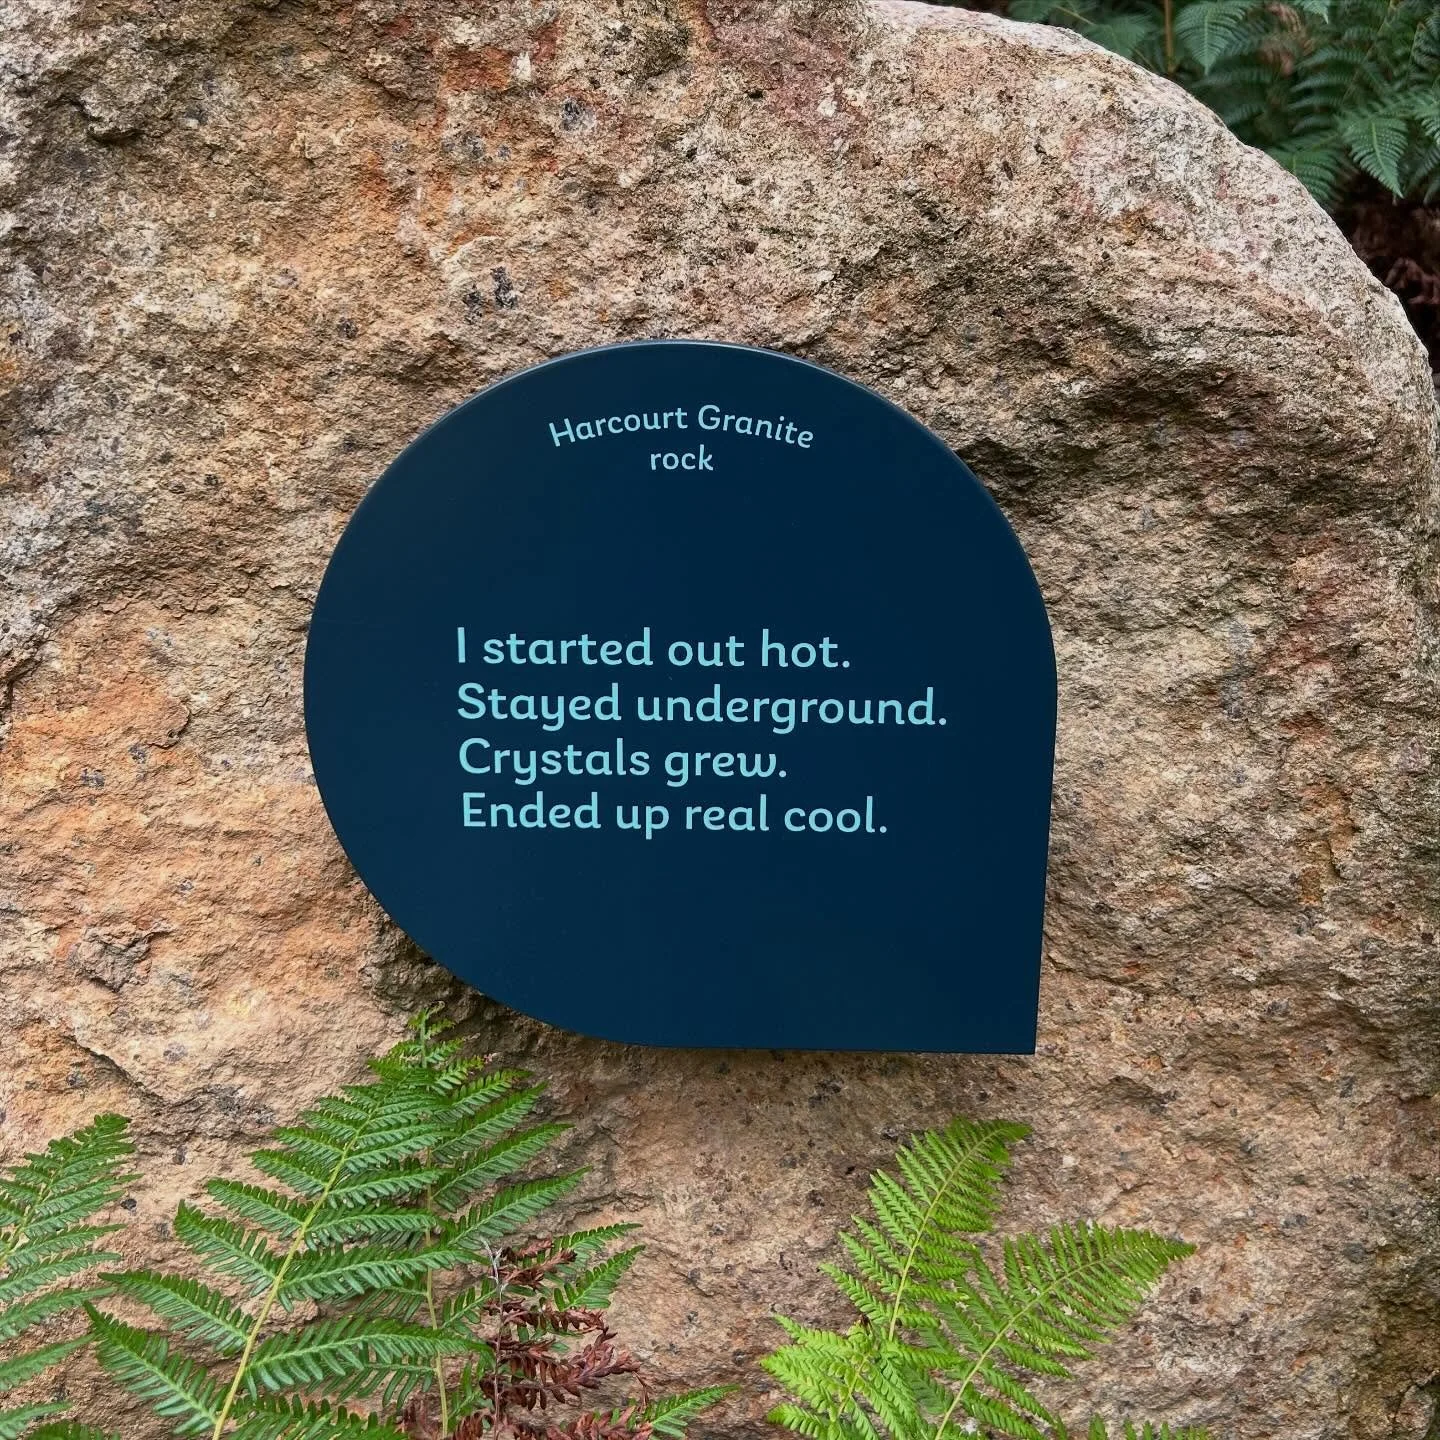 Harcourt Granite
rock
I started out hot.
Stayed underground.
Crystals grew.
Ended up real cool.